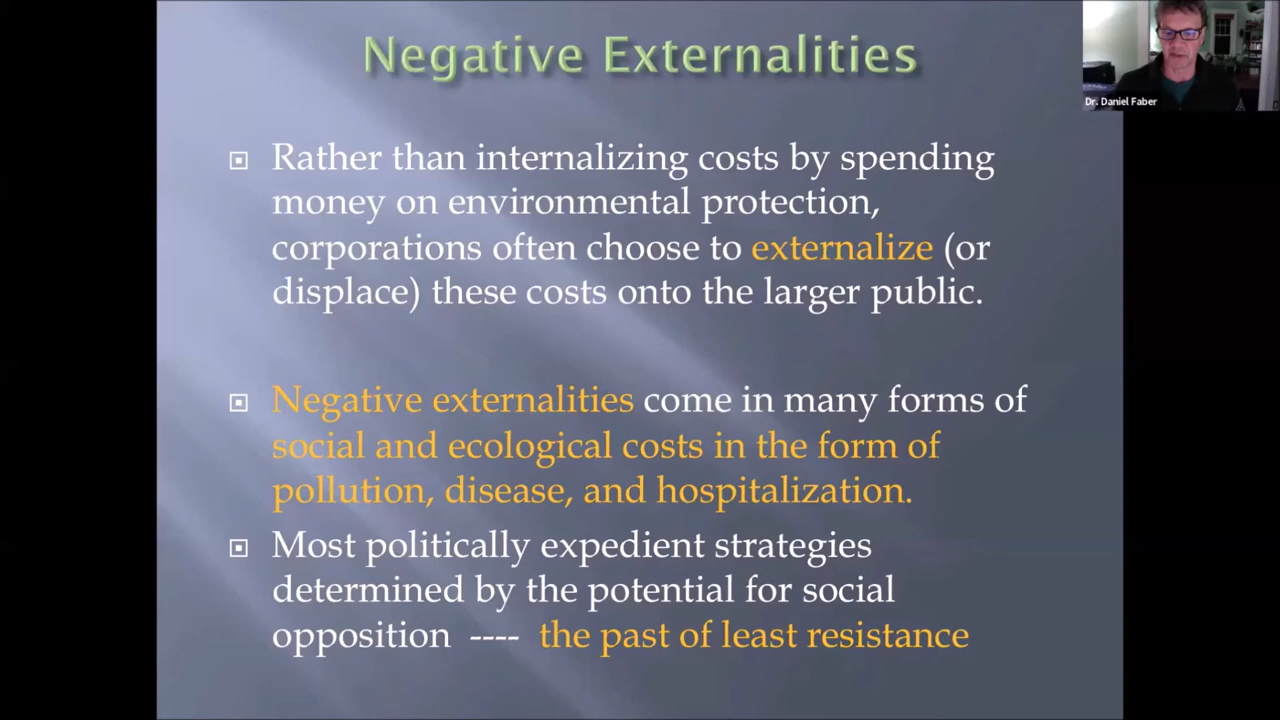 Negative Externalities
Dr. Daniel Faber
Rather than internalizing costs by spending
money on environmental protection,
corporations often choose to externalize (or
displace) these costs onto the larger public.
Negative externalities come in many forms of
social and ecological costs in the form of
pollution, disease, and hospitalization.
Most politically expedient strategies
determined by the potential for social
opposition ---- the past of least resistance